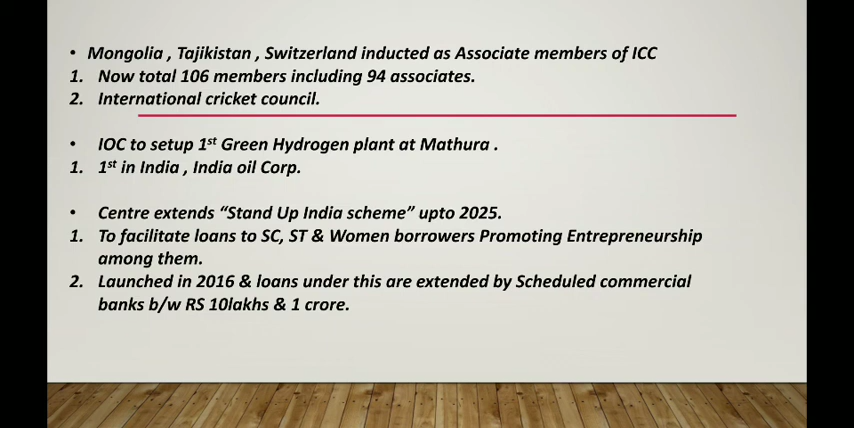 • Mongolia , Tajikistan , Switzerland inducted as Associate members of ICC
1. Now total 106 members including 94 associates.
2. International cricket council.
• IOC to setup 1st Green Hydrogen plant at Mathura .
1. 1st in India , India oil Corp.
• Centre extends “Stand Up India scheme” upto 2025.
1. To facilitate loans to SC, ST & Women borrowers Promoting Entrepreneurship
among them.
2. Launched in 2016 & loans under this are extended by Scheduled commercial
banks b/w RS 10lakhs & 1 crore.